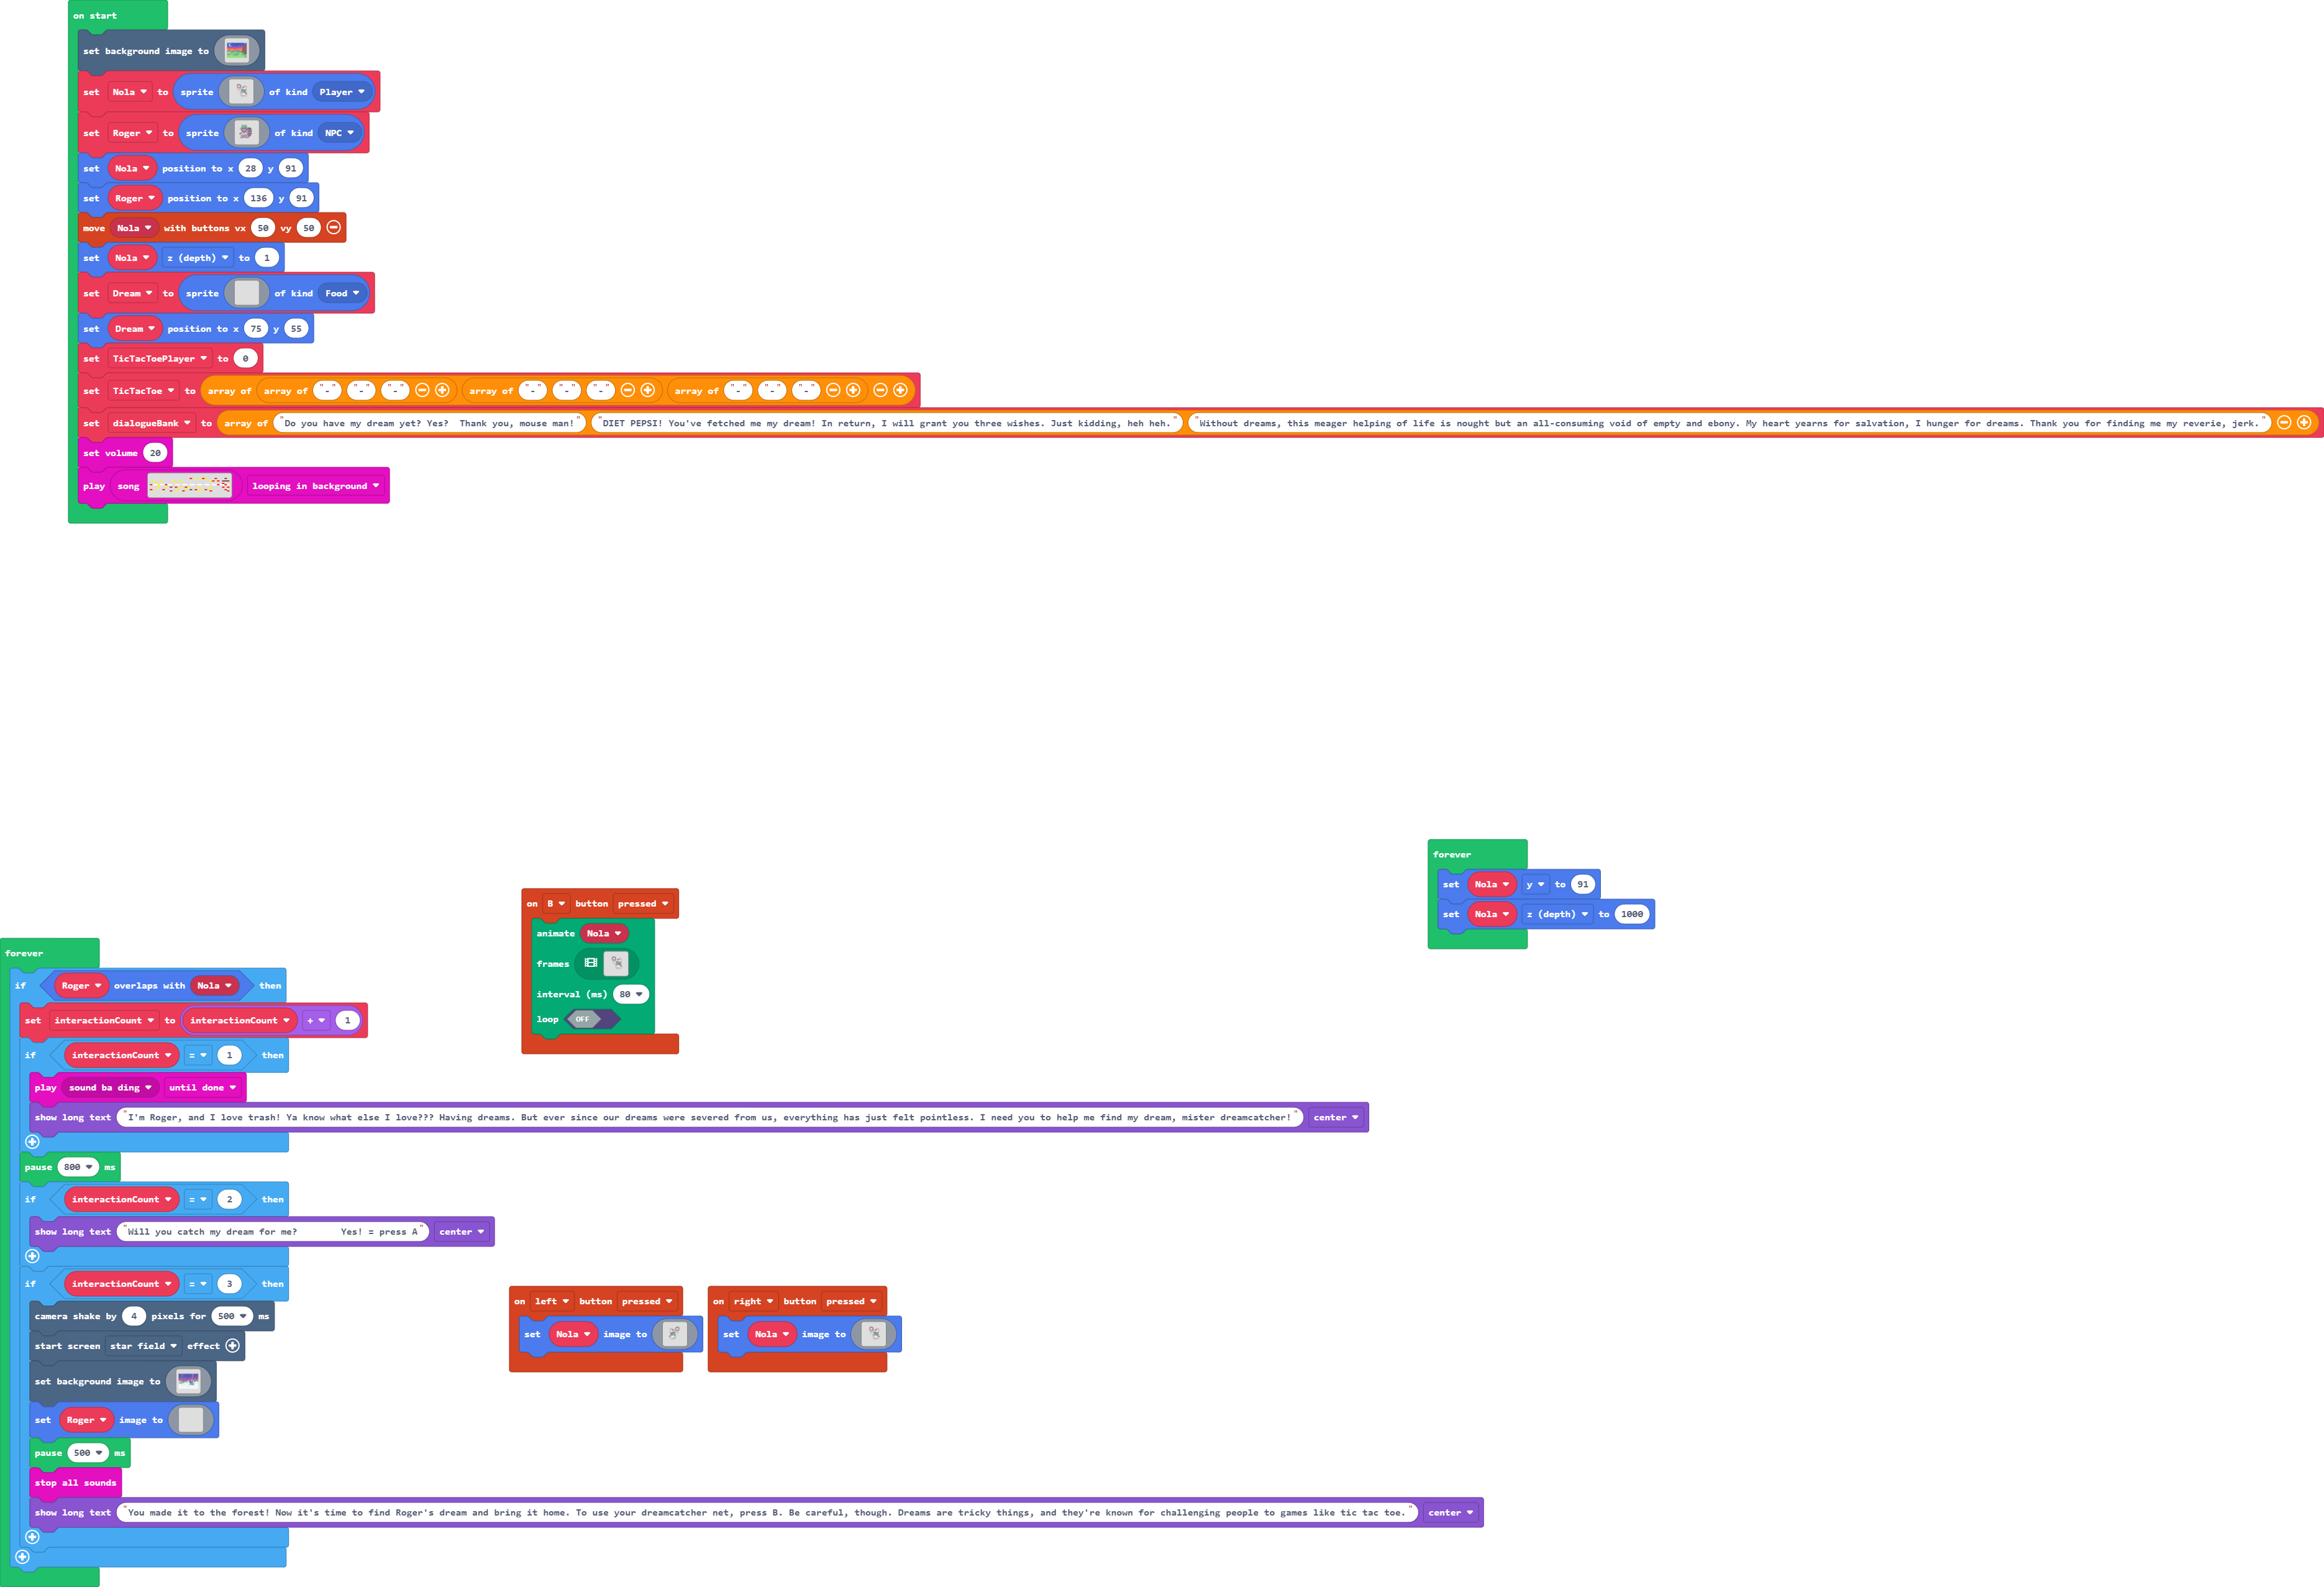 on start
set background image to
set Nola to sprite of kind Player
set Roger to sprite of kind NPC
set Nola position to x 28 y 91
set Roger position to x 136 y 91
move Nola with buttons vx 50 vy 50
set Nola z (depth) to 1
set Dream to sprite of kind Food
set Dream position to x 75 y 55
set TicTacToePlayer to 0
set TicTacToe to array of array of "-" "-" "-" array of "-" "-" "-" array of "-" "-" "-"
set dialogueBank to array of "Do you have my dream yet? Yes?  Thank you, mouse man!" "DIET PEPSI! You've fetched me my dream! In return, I will grant you three wishes. Just kidding, heh heh." "Without dreams, this meager helping of life is nought but an all-consuming void of empty and ebony. My heart yearns for salvation, I hunger for dreams. Thank you for finding me my reverie, jerk."
set volume 20
play song looping in background
forever
set Nola y to 91
set Nola z (depth) to 1000
on B button pressed
animate Nola
frames
interval (ms) 80
loop OFF
forever
if Roger overlaps with Nola then
set interactionCount to interactionCount + 1
if interactionCount = 1 then
play sound ba ding until done
show long text "I'm Roger, and I love trash! Ya know what else I love??? Having dreams. But ever since our dreams were severed from us, everything has just felt pointless. I need you to help me find my dream, mister dreamcatcher!" center
pause 800 ms
if interactionCount = 2 then
show long text "Will you catch my dream for me?        Yes! = press A" center
if interactionCount = 3 then
camera shake by 4 pixels for 500 ms
start screen star field effect
set background image to
set Roger image to
pause 500 ms
stop all sounds
show long text "You made it to the forest! Now it's time to find Roger's dream and bring it home. To use your dreamcatcher net, press B. Be careful, though. Dreams are tricky things, and they're known for challenging people to games like tic tac toe." center
on left button pressed
set Nola image to
on right button pressed
set Nola image to